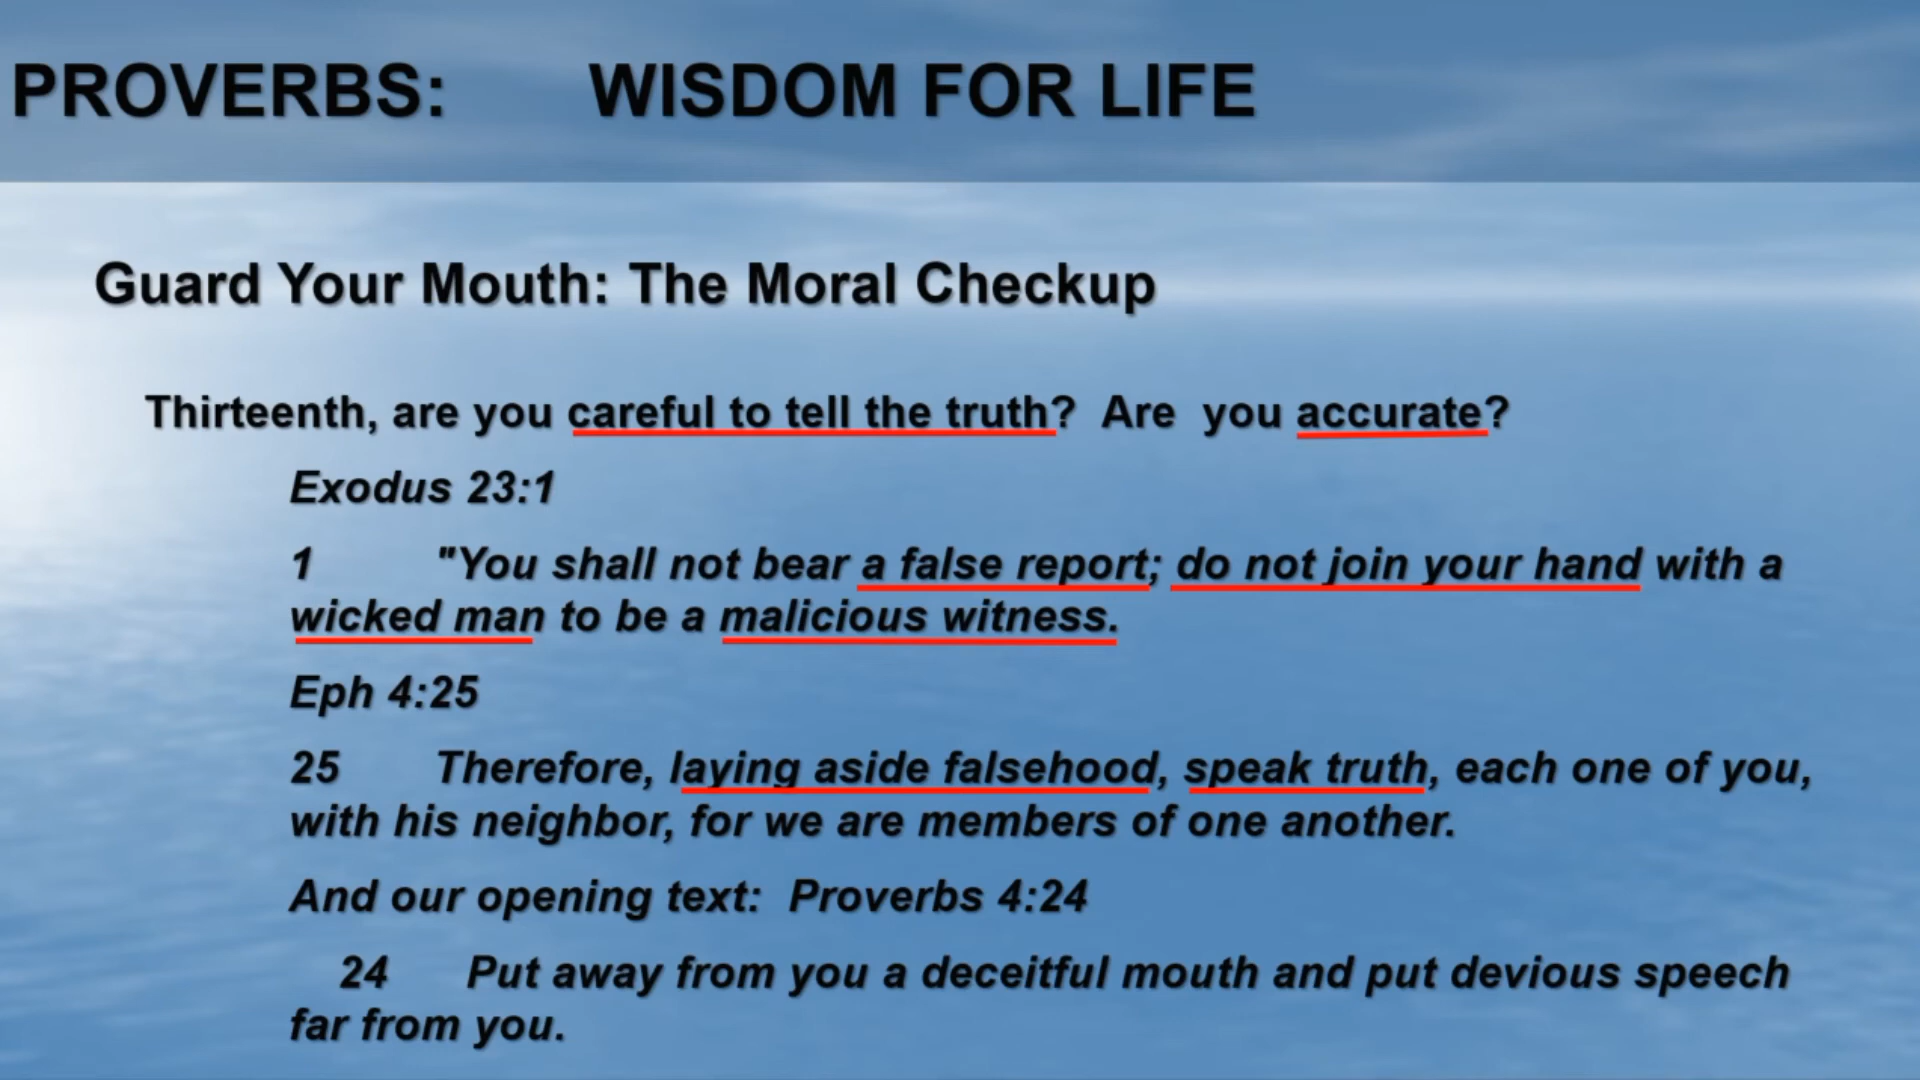 PROVERBS: WISDOM FOR LIFE
Guard Your Mouth: The Moral Checkup
Thirteenth, are you careful to tell the truth? Are you accurate?
Exodus 23:1
1 "You shall not bear a false report; do not join your hand with a
wicked man to be a malicious witness.
Eph 4:25
25 Therefore, laying aside falsehood, speak truth, each one of you,
with his neighbor, for we are members of one another.
And our opening text: Proverbs 4:24
24 Put away from you a deceitful mouth and put devious speech
far from you.